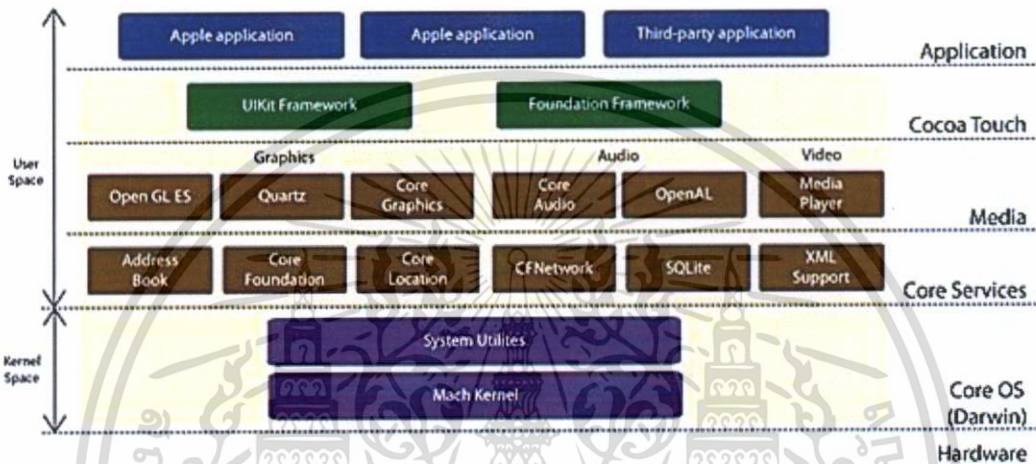 Apple application
Apple application
Third-party application
Application
UIKit Framework
Foundation Framework
Cocoa Touch
User
Space
Graphics
Audio
Video
Open GL ES
Quartz
Core
Graphics
Core
Audio
OpenAL
Media
Player
Media
Address
Book
Core
Foundation
Core
Location
CFNetwork
SQLite
XML
Support
Core Services
Kernel
Space
System Utilites
Mach Kernel
Core OS
(Darwin)
Hardware